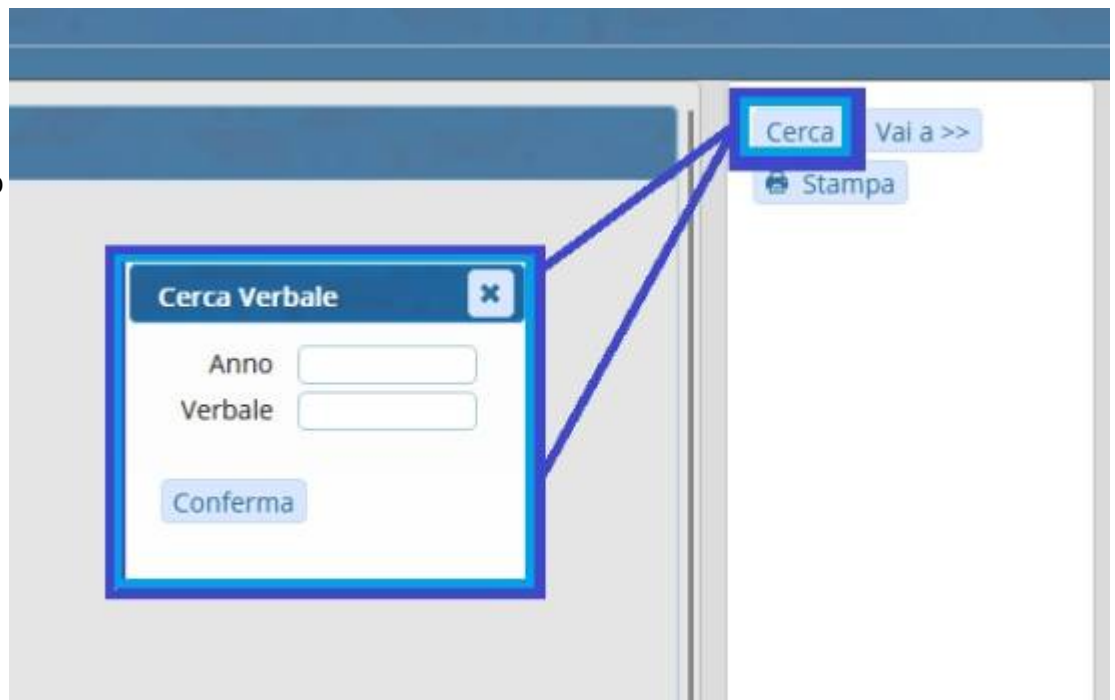 Cerca Vai a >>
Stampa
Cerca Verbale
Anno
Verbale
Conferma